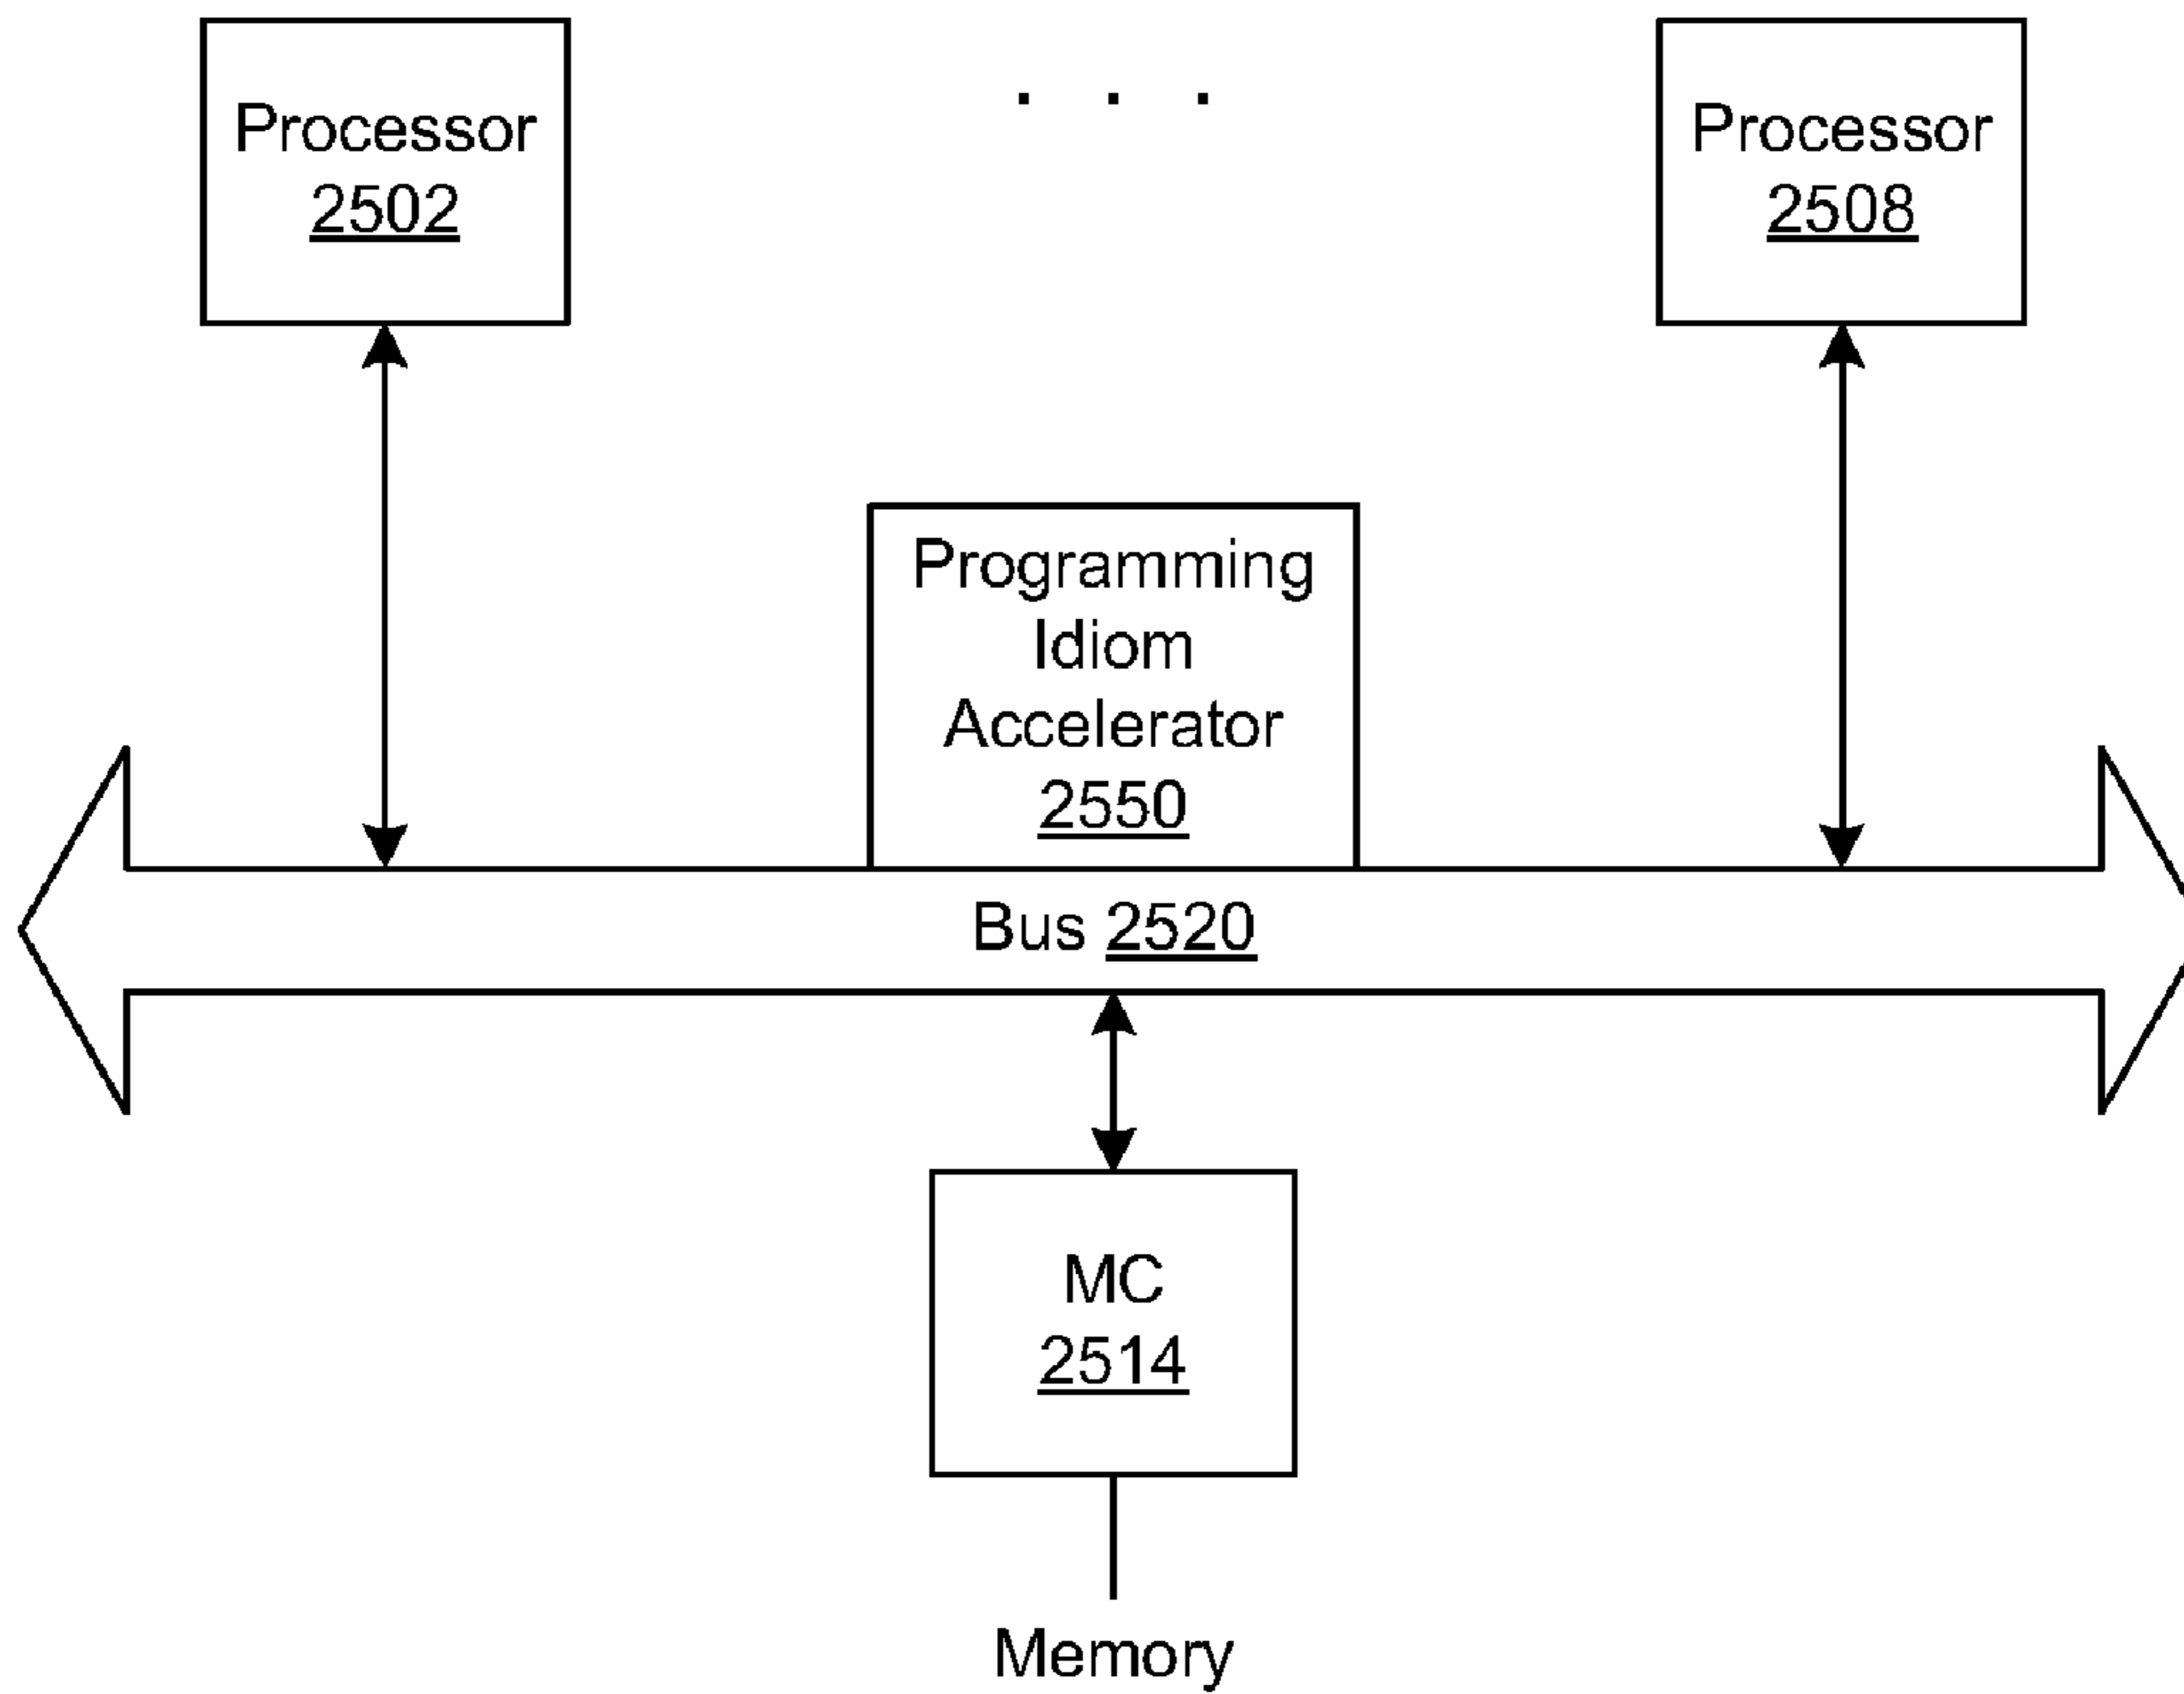 Processor
2502
. . .
Processor
2508
Programming
Idiom
Accelerator
2550
Bus 2520
MC
2514
Memory